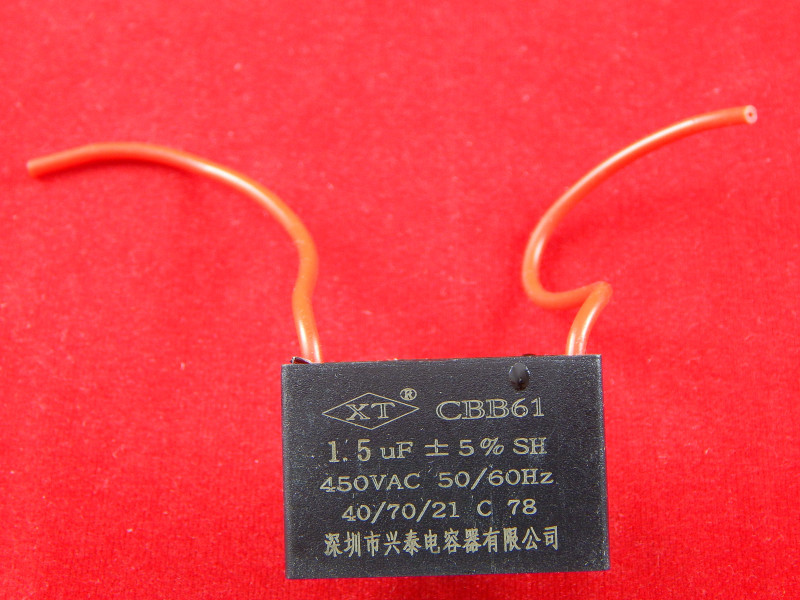 XT® CBB61
1.5uF ± 5% SH
450VAC 50/60Hz
40/70/21 C 78
深圳市兴泰电容器有限公司